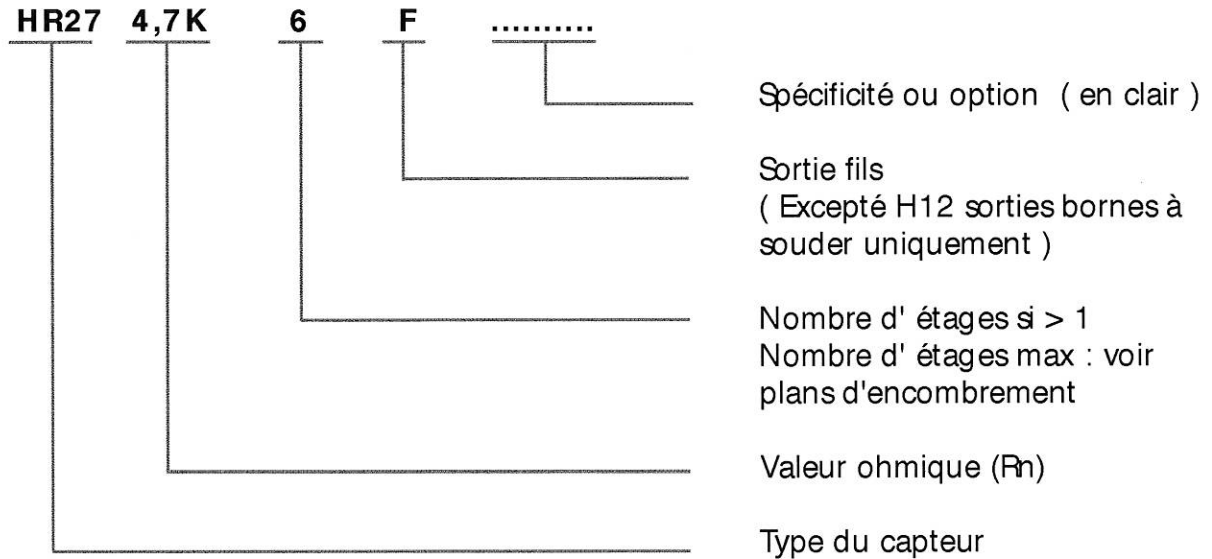 HR27 4,7K 6 F ..........
Spécificité ou option ( en clair )
Sortie fils
( Excepté H12 sorties bornes à
souder uniquement )
Nombre d' étages si > 1
Nombre d' étages max : voir
plans d'encombrement
Valeur ohmique (Rn)
Type du capteur